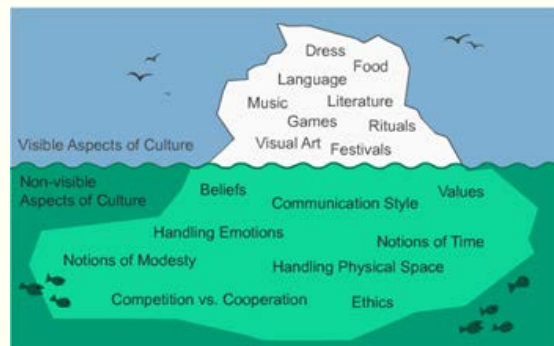 Dress
Food
Language
Music
Literature
Games
Rituals
Visual Art
Festivals
Visible Aspects of Culture
Non-visible
Aspects of Culture
Beliefs
Values
Communication Style
Handling Emotions
Notions of Time
Notions of Modesty
Handling Physical Space
Competition vs. Cooperation
Ethics